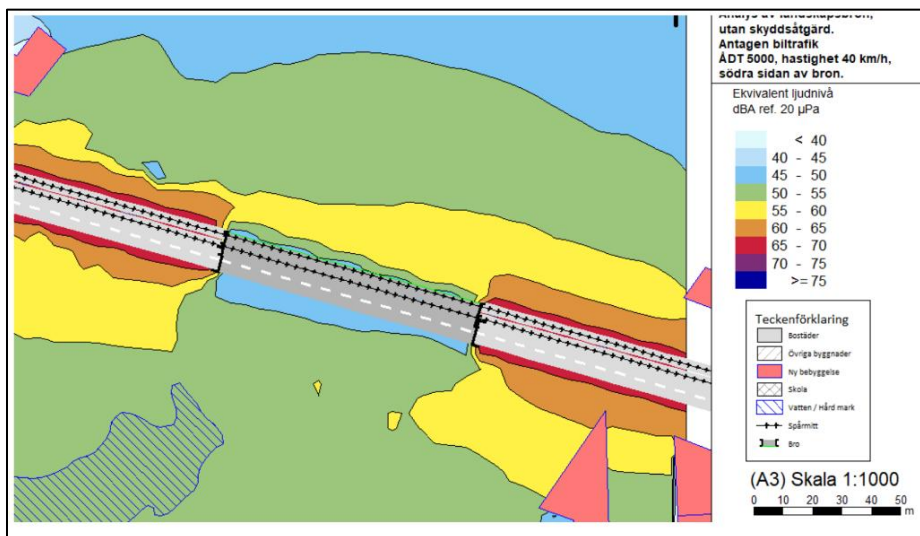 Analys av landskapsbron,
utan skyddsåtgärd.
Antagen biltrafik
ÅDT 5000, hastighet 40 km/h,
södra sidan av bron.
Ekvivalent ljudnivå
dBA ref. 20 µPa
< 40
40 - 45
45 - 50
50 - 55
55 - 60
60 - 65
65 - 70
70 - 75
>= 75
Teckenförklaring
Bostäder
Övriga byggnader
Ny bebyggelse
Skola
Vatten / Hård mark
Spårmitt
Bro
(A3) Skala 1:1000
0 10 20 30 40 50
m